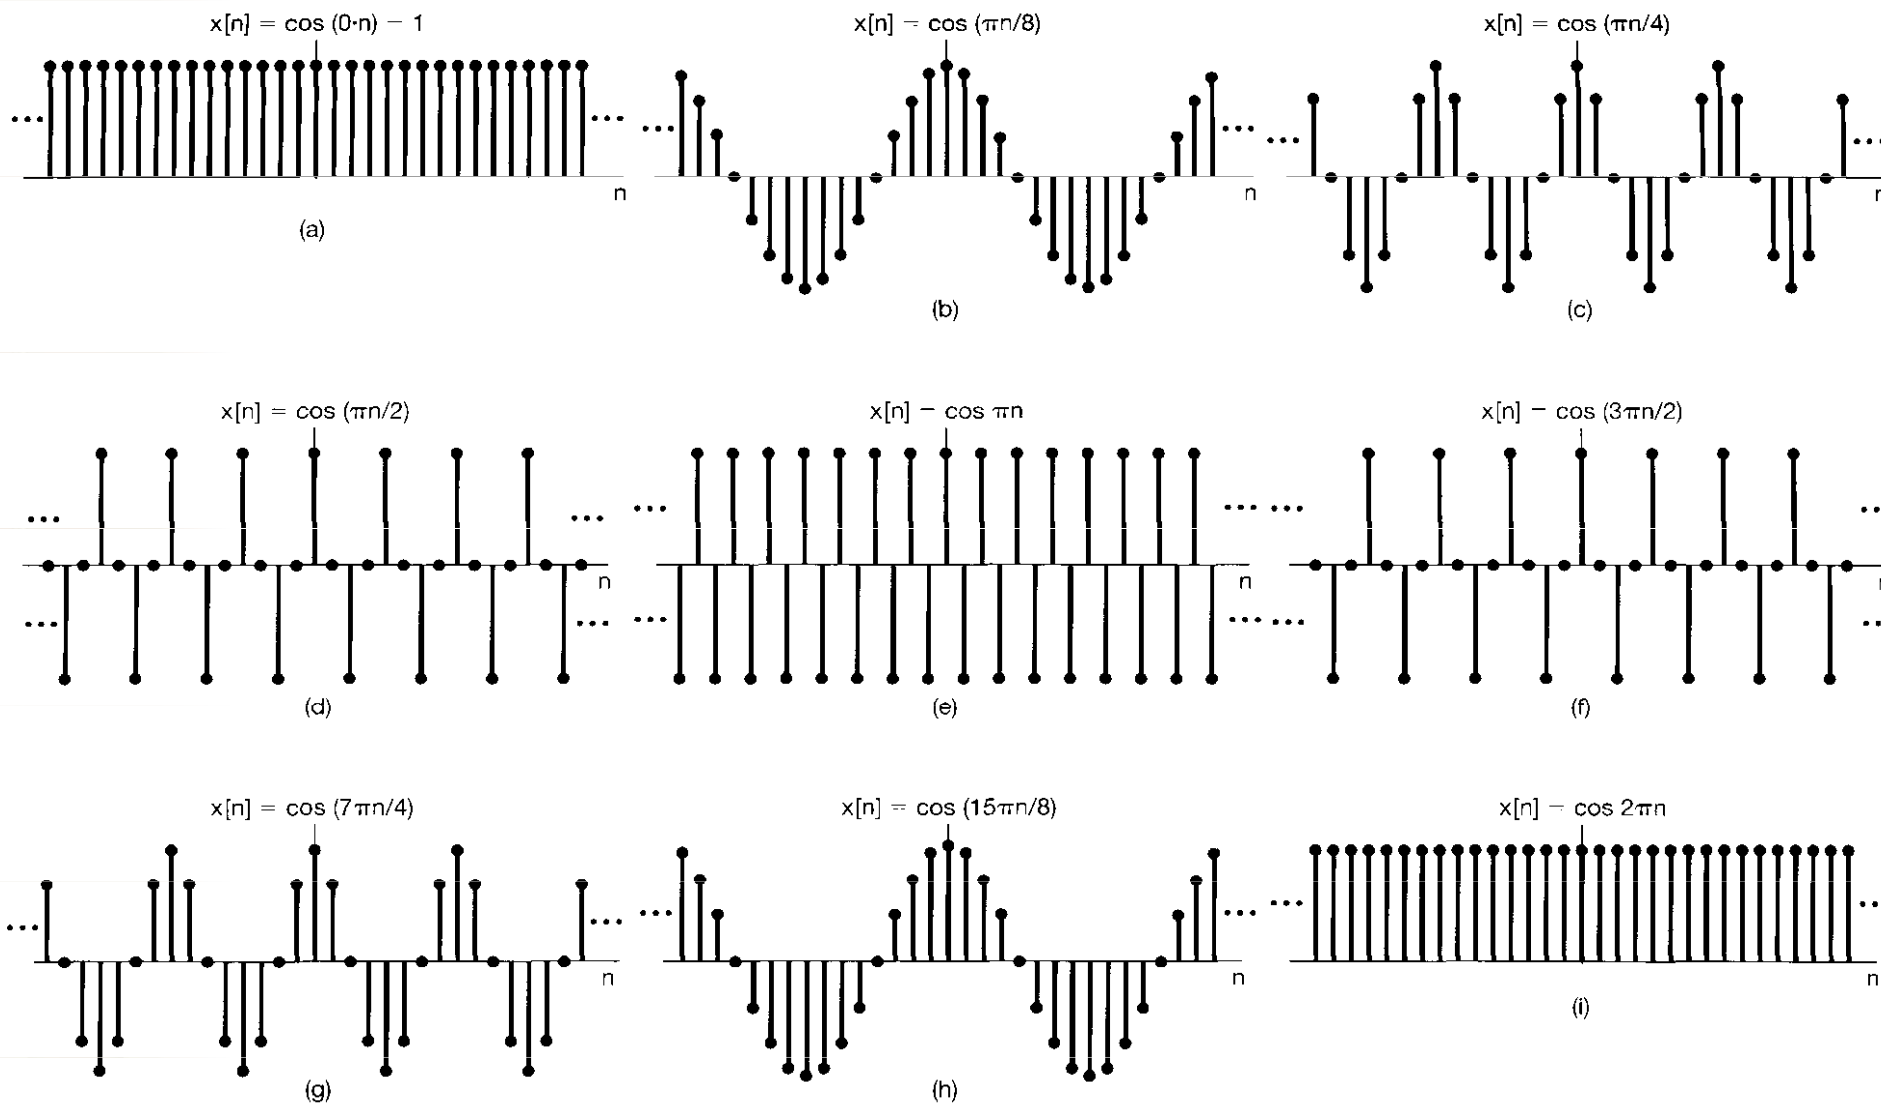 x[n] = cos (0·n) − 1
x[n] − cos (πn/8)
x[n] = cos (πn/4)
...
...
...
...
...
...
n
n
n
(a)
(b)
(c)
x[n] = cos (πn/2)
x[n] − cos πn
x[n] − cos (3πn/2)
...
...
...
...
...
...
n
n
...
...
...
...
...
...
(d)
(e)
(f)
x[n] = cos (7πn/4)
x[n] = cos (15πn/8)
x[n] − cos 2πn
...
...
...
...
...
...
n
n
n
(g)
(h)
(i)